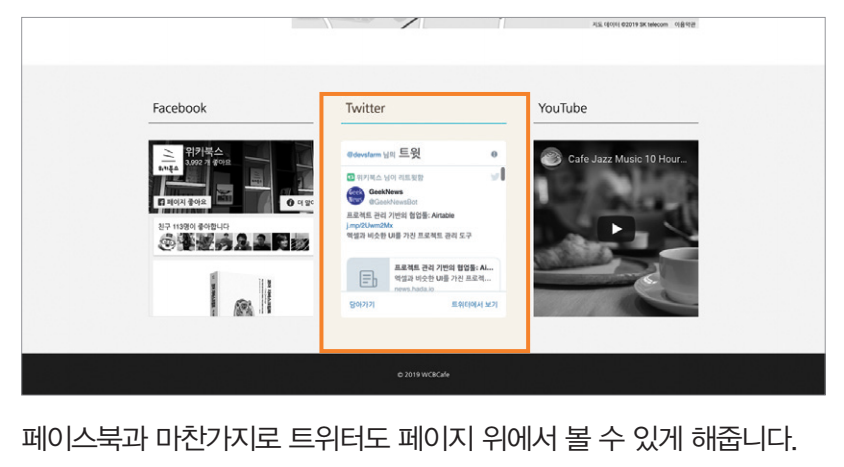 지도 데이터 ©2019 SK telecom 이용약관
Facebook
위키북스
3,992 개 좋아요
위키북스
페이지 좋아요
더 알
친구 113명이 좋아합니다
Twitter
@devsfarm 님의 트윗
위키북스 님이 리트윗함
GeekNews
@GeekNewsBot
프로젝트 관리 기반의 협업툴: Airtable
j.mp/2Uwm2Mx
엑셀과 비슷한 UI를 가진 프로젝트 관리 도구
프로젝트 관리 기반의 협업툴: Ai...
엑셀과 비슷한 UI를 가진 프로젝...
news.hada.io
담아가기
트위터에서 보기
YouTube
Cafe Jazz Music 10 Hour...
© 2019 WCBCafe
페이스북과 마찬가지로 트위터도 페이지 위에서 볼 수 있게 해줍니다.